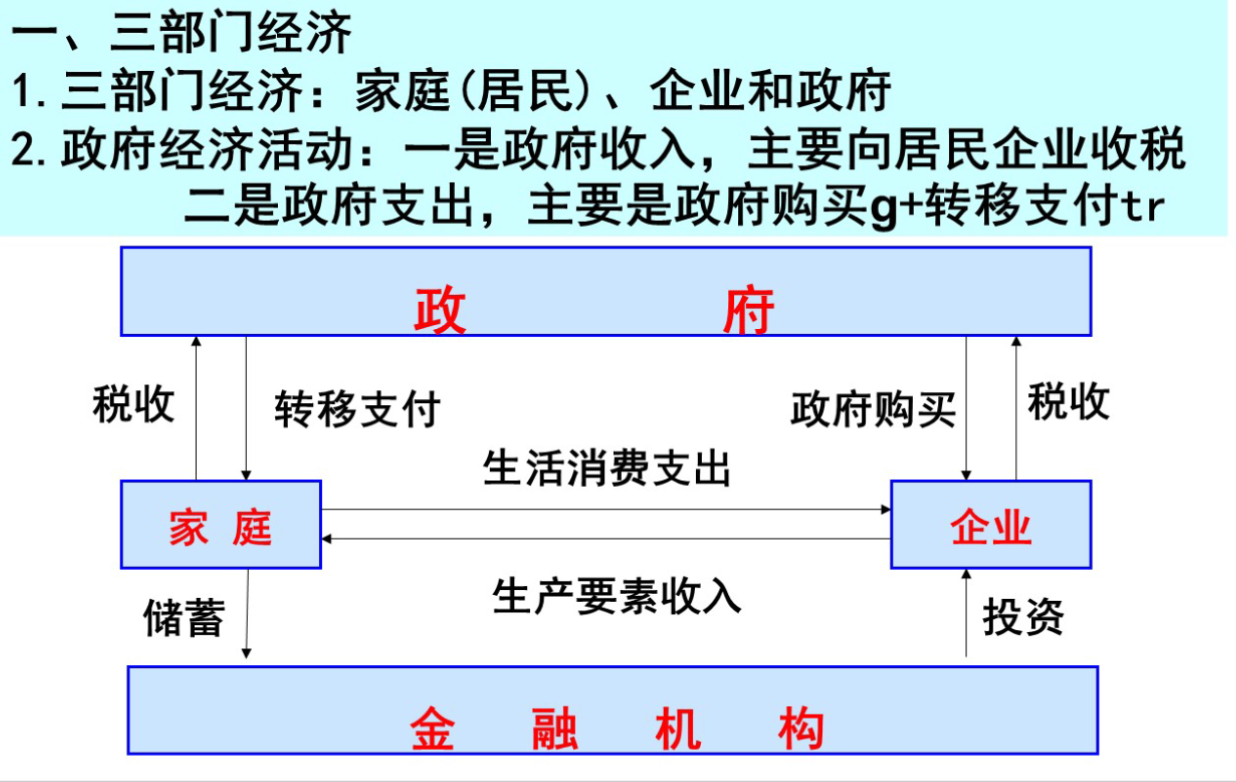 一、三部门经济
1.三部门经济：家庭(居民)、企业和政府
2.政府经济活动：一是政府收入，主要向居民企业收税
二是政府支出，主要是政府购买g+转移支付tr
政 府
税收
转移支付
政府购买
税收
生活消费支出
家 庭
企业
生产要素收入
储蓄
投资
金 融 机 构